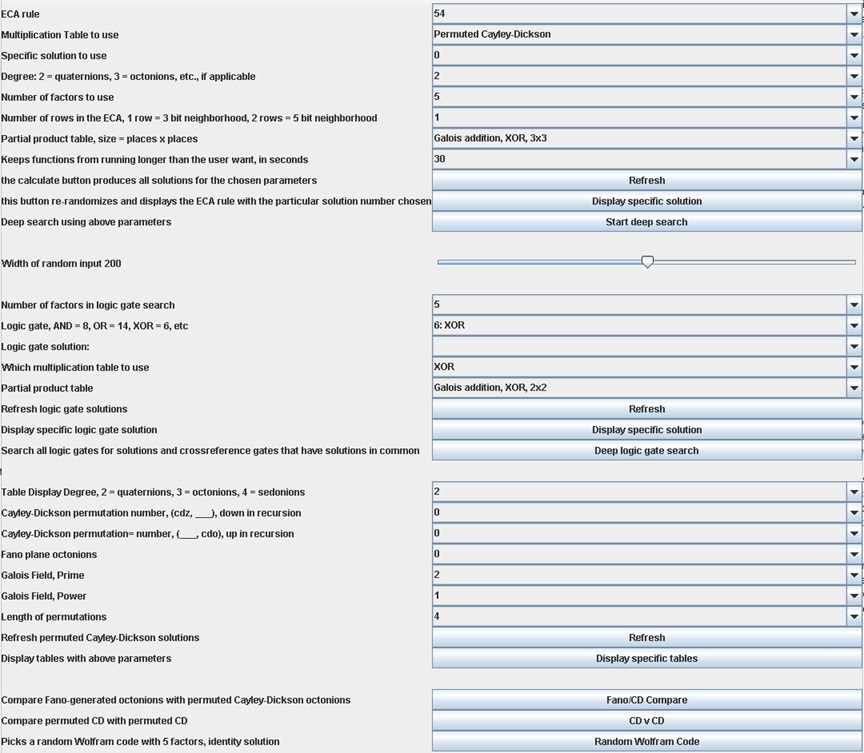 ECA rule 54
Multiplication Table to use Permuted Cayley-Dickson
Specific solution to use 0
Degree: 2 = quaternions, 3 = octonions, etc., if applicable 2
Number of factors to use 5
Number of rows in the ECA, 1 row = 3 bit neighborhood, 2 rows = 5 bit neighborhood 1
Partial product table, size = places x places Galois addition, XOR, 3x3
Keeps functions from running longer than the user want, in seconds 30
the calculate button produces all solutions for the chosen parameters Refresh
this button re-randomizes and displays the ECA rule with the particular solution number chosen Display specific solution
Deep search using above parameters Start deep search
Width of random input 200
Number of factors in logic gate search 5
Logic gate, AND = 8, OR = 14, XOR = 6, etc 6: XOR
Logic gate solution:
Which multiplication table to use XOR
Partial product table Galois addition, XOR, 2x2
Refresh logic gate solutions Refresh
Display specific logic gate solution Display specific solution
Search all logic gates for solutions and crossreference gates that have solutions in common Deep logic gate search
Table Display Degree, 2 = quaternions, 3 = octonions, 4 = sedonions 2
Cayley-Dickson permutation number, (cdz, ___), down in recursion 0
Cayley-Dickson permutation= number, (___, cdo), up in recursion 0
Fano plane octonions 0
Galois Field, Prime 2
Galois Field, Power 1
Length of permutations 4
Refresh permuted Cayley-Dickson solutions Refresh
Display tables with above parameters Display specific tables
Compare Fano-generated octonions with permuted Cayley-Dickson octonions Fano/CD Compare
Compare permuted CD with permuted CD CD v CD
Picks a random Wolfram code with 5 factors, identity solution Random Wolfram Code